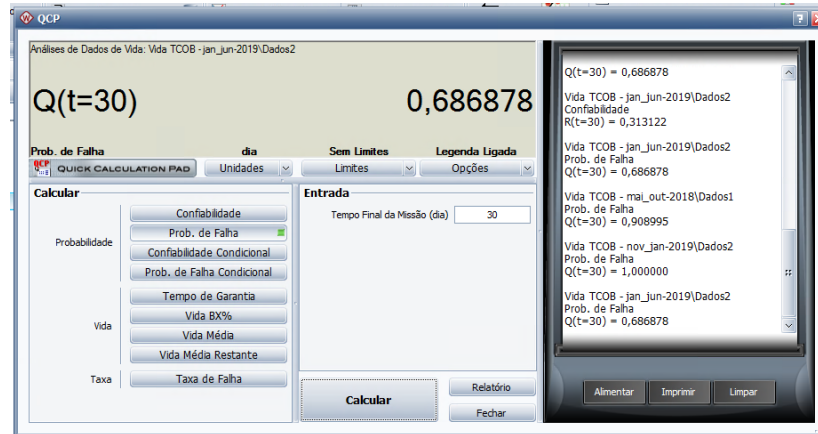 QCP
Análises de Dados de Vida: Vida TCOB - jan_jun-2019\Dados2
Q(t=30) 0,686878
Prob. de Falha dia Sem Limites Legenda Ligada
QCP QUICK CALCULATION PAD Unidades Limites Opções
Calcular
Probabilidade
Confiabilidade
Prob. de Falha
Confiabilidade Condicional
Prob. de Falha Condicional
Vida
Tempo de Garantia
Vida BX%
Vida Média
Vida Média Restante
Taxa
Taxa de Falha
Entrada
Tempo Final da Missão (dia) 30
Calcular
Relatório
Fechar
Q(t=30) = 0,686878
Vida TCOB - jan_jun-2019\Dados2
Confiabilidade
R(t=30) = 0,313122
Vida TCOB - jan_jun-2019\Dados2
Prob. de Falha
Q(t=30) = 0,686878
Vida TCOB - mai_out-2018\Dados1
Prob. de Falha
Q(t=30) = 0,908995
Vida TCOB - nov_jan-2019\Dados2
Prob. de Falha
Q(t=30) = 1,000000
Vida TCOB - jan_jun-2019\Dados2
Prob. de Falha
Q(t=30) = 0,686878
Alimentar Imprimir Limpar